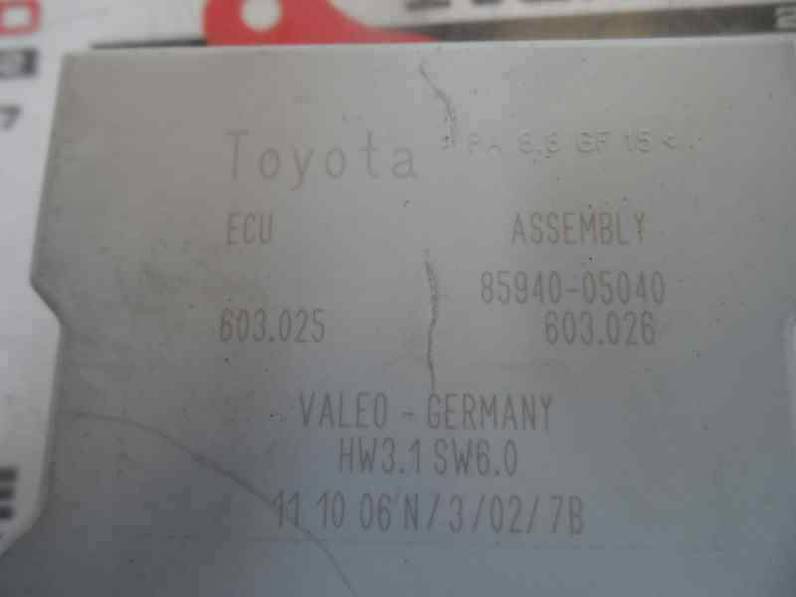 Toyota
ECU ASSEMBLY
85940-05040
603.025 603.026
VALEO - GERMANY
HW3.1 SW6.0
11 10 06 N/3/02/7B